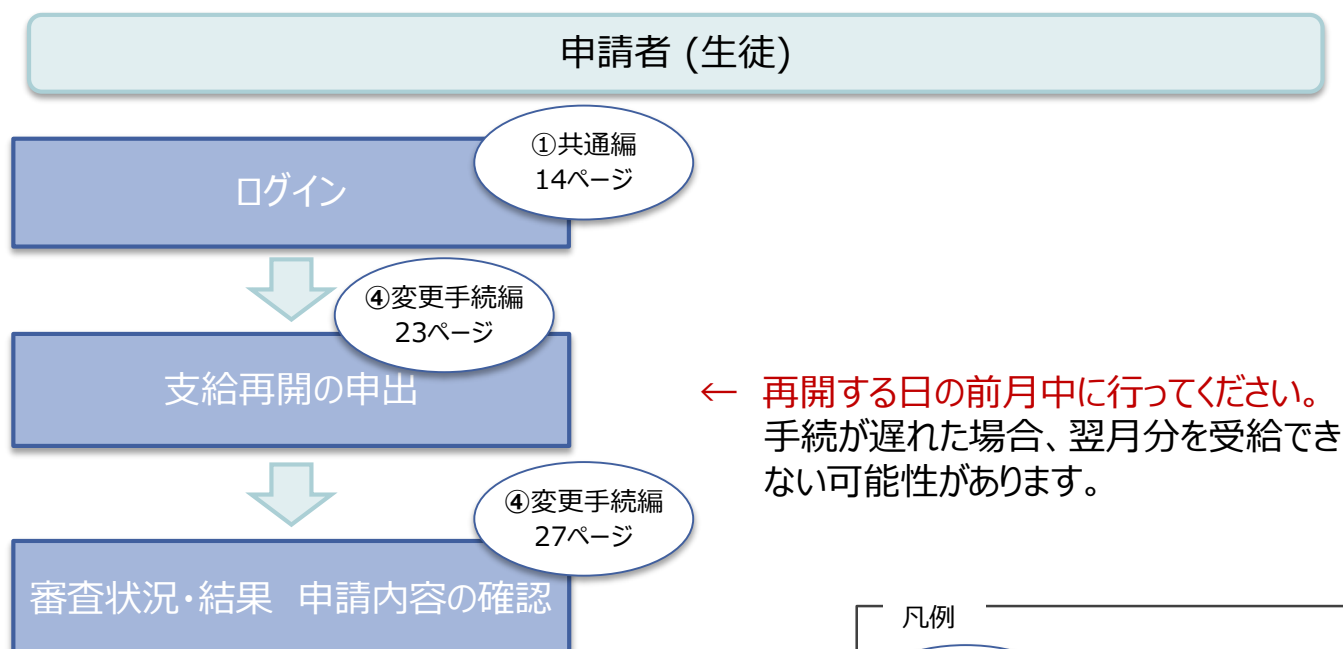 申請者 (生徒)
①共通編
14ページ
ログイン
④変更手続編
23ページ
支給再開の申出
← 再開する日の前月中に行ってください。
手続が遅れた場合、翌月分を受給でき
ない可能性があります。
④変更手続編
27ページ
審査状況・結果　申請内容の確認
凡例